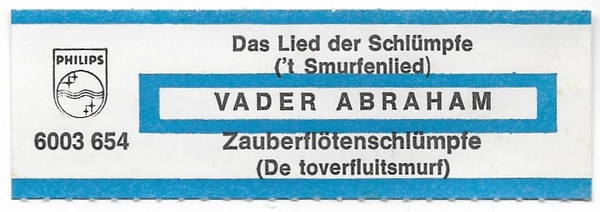 Das Lied der Schlümpfe
('t Smurfenlied)
PHILIPS
VADER ABRAHAM
6003 654
Zauberflötenschlümpfe
(De toverfluitsmurf)